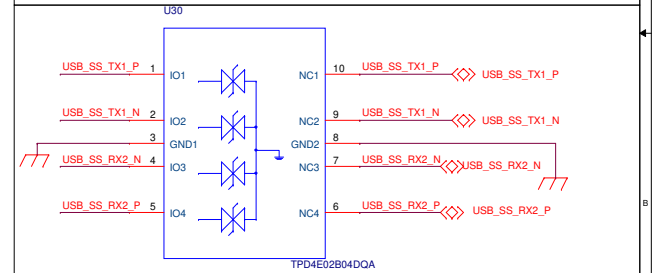 U30
USB_SS_TX1_P 1 IO1 NC1 10 USB_SS_TX1_P USB_SS_TX1_P
USB_SS_TX1_N 2 IO2 NC2 9 USB_SS_TX1_N USB_SS_TX1_N
3 GND1 GND2 8
USB_SS_RX2_N 4 IO3 NC3 7 USB_SS_RX2_N USB_SS_RX2_N
USB_SS_RX2_P 5 IO4 NC4 6 USB_SS_RX2_P USB_SS_RX2_P
B
TPD4E02B04DQA